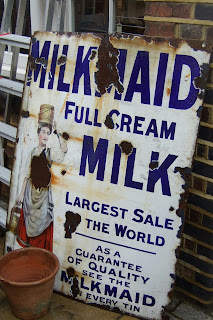 MILKMAID
FULL CREAM
MILK
LARGEST SALE
THE WORLD
AS A
GUARANTEE
OF QUALITY
SEE THE
MILKMAID
EVERY TIN